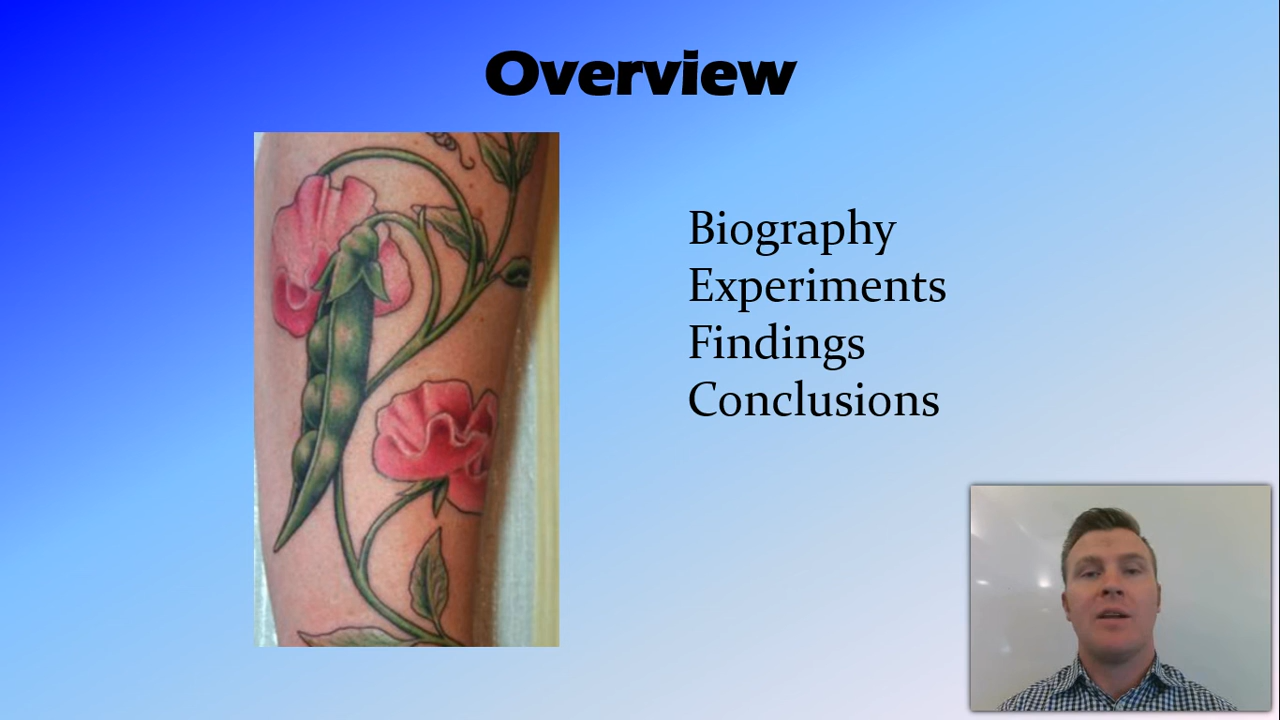 Overview
Biography
Experiments
Findings
Conclusions